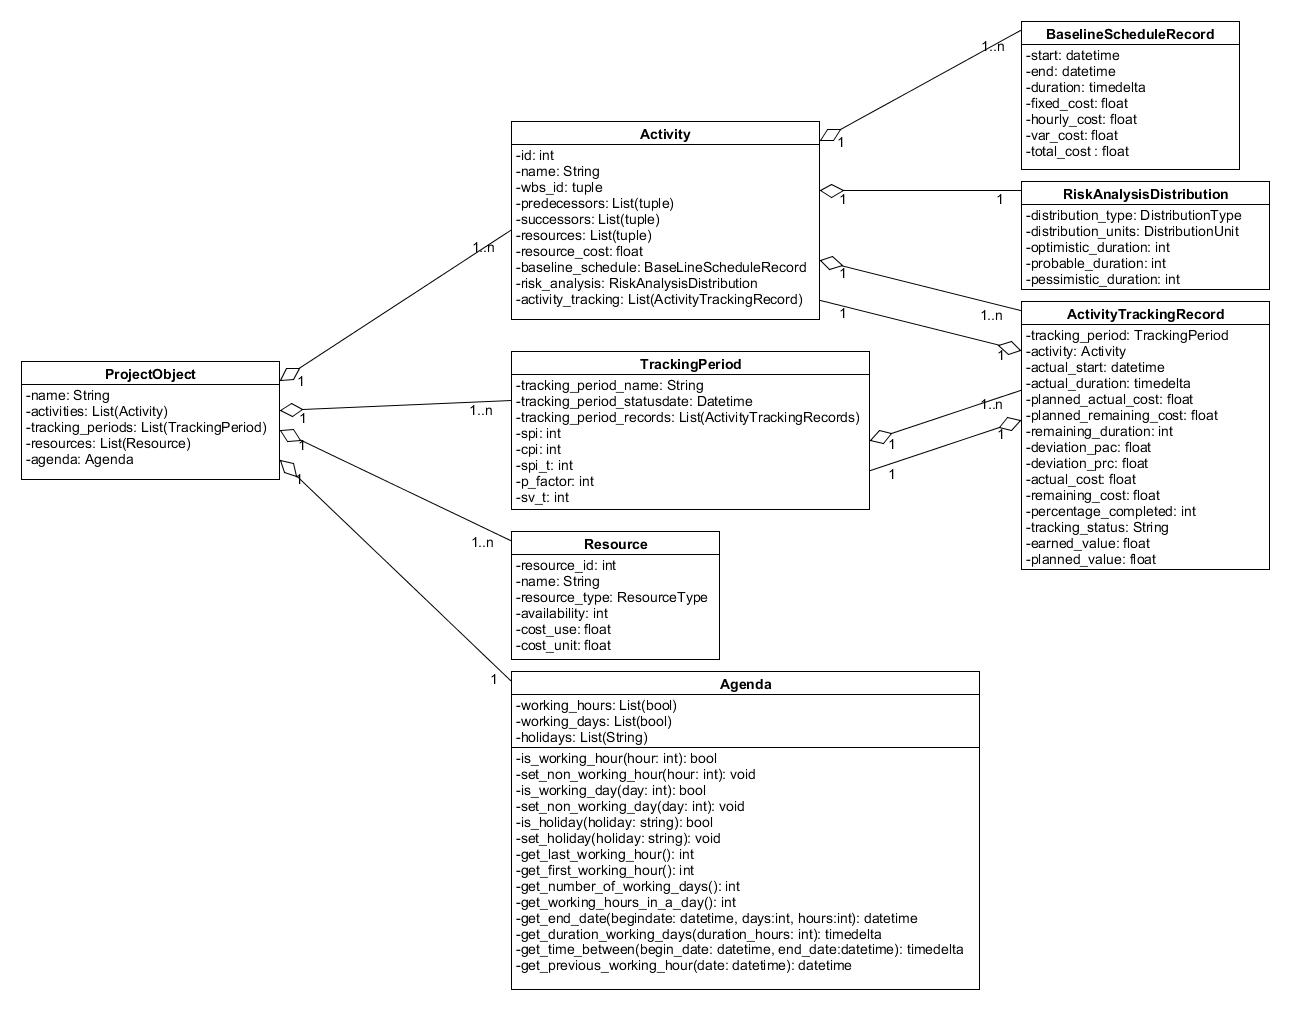 BaselineScheduleRecord
-start: datetime
-end: datetime
-duration: timedelta
-fixed_cost: float
-hourly_cost: float
-var_cost: float
-total_cost : float
1..n
1
Activity
-id: int
-name: String
-wbs_id: tuple
-predecessors: List(tuple)
-successors: List(tuple)
-resources: List(tuple)
-resource_cost: float
-baseline_schedule: BaseLineScheduleRecord
-risk_analysis: RiskAnalysisDistribution
-activity_tracking: List(ActivityTrackingRecord)
1
1
RiskAnalysisDistribution
-distribution_type: DistributionType
-distribution_units: DistributionUnit
-optimistic_duration: int
-probable_duration: int
-pessimistic_duration: int
1
1..n
1
1
ActivityTrackingRecord
-tracking_period: TrackingPeriod
-activity: Activity
-actual_start: datetime
-actual_duration: timedelta
-planned_actual_cost: float
-planned_remaining_cost: float
-remaining_duration: int
-deviation_pac: float
-deviation_prc: float
-actual_cost: float
-remaining_cost: float
-percentage_completed: int
-tracking_status: String
-earned_value: float
-planned_value: float
1..n
1
ProjectObject
-name: String
-activities: List(Activity)
-tracking_periods: List(TrackingPeriod)
-resources: List(Resource)
-agenda: Agenda
1
1..n
1
1..n
1
1
TrackingPeriod
-tracking_period_name: String
-tracking_period_statusdate: Datetime
-tracking_period_records: List(ActivityTrackingRecords)
-spi: int
-cpi: int
-spi_t: int
-p_factor: int
-sv_t: int
1..n
1
1
1
Resource
-resource_id: int
-name: String
-resource_type: ResourceType
-availability: int
-cost_use: float
-cost_unit: float
Agenda
-working_hours: List(bool)
-working_days: List(bool)
-holidays: List(String)
-is_working_hour(hour: int): bool
-set_non_working_hour(hour: int): void
-is_working_day(day: int): bool
-set_non_working_day(day: int): void
-is_holiday(holiday: string): bool
-set_holiday(holiday: string): void
-get_last_working_hour(): int
-get_first_working_hour(): int
-get_number_of_working_days(): int
-get_working_hours_in_a_day(): int
-get_end_date(begindate: datetime, days:int, hours:int): datetime
-get_duration_working_days(duration_hours: int): timedelta
-get_time_between(begin_date: datetime, end_date:datetime): timedelta
-get_previous_working_hour(date: datetime): datetime